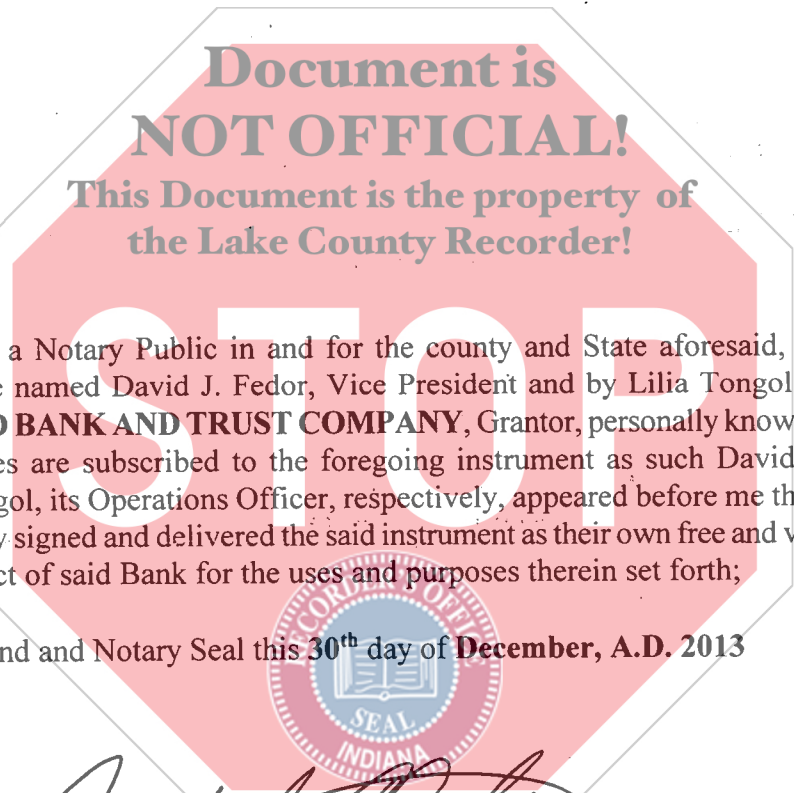 Document is
NOT OFFICIAL!
This Document is the property of
the Lake County Recorder!
STOP
a Notary Public in and for the county and State aforesaid,
named David J. Fedor, Vice President and by Lilia Tongol
BANK AND TRUST COMPANY, Grantor, personally know
es are subscribed to the foregoing instrument as such David
gol, its Operations Officer, respectively, appeared before me th
signed and delivered the said instrument as their own free and v
ct of said Bank for the uses and purposes therein set forth;
nd and Notary Seal this 30th day of December, A.D. 2013
RECORDER'S OFFICE
SEAL
INDIANA